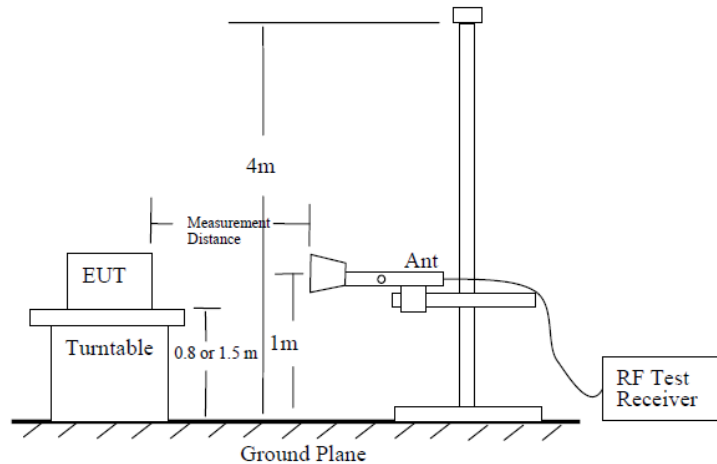 4m
Measurement
Distance
EUT
Ant
Turntable
0.8 or 1.5 m
1m
RF Test
Receiver
Ground Plane